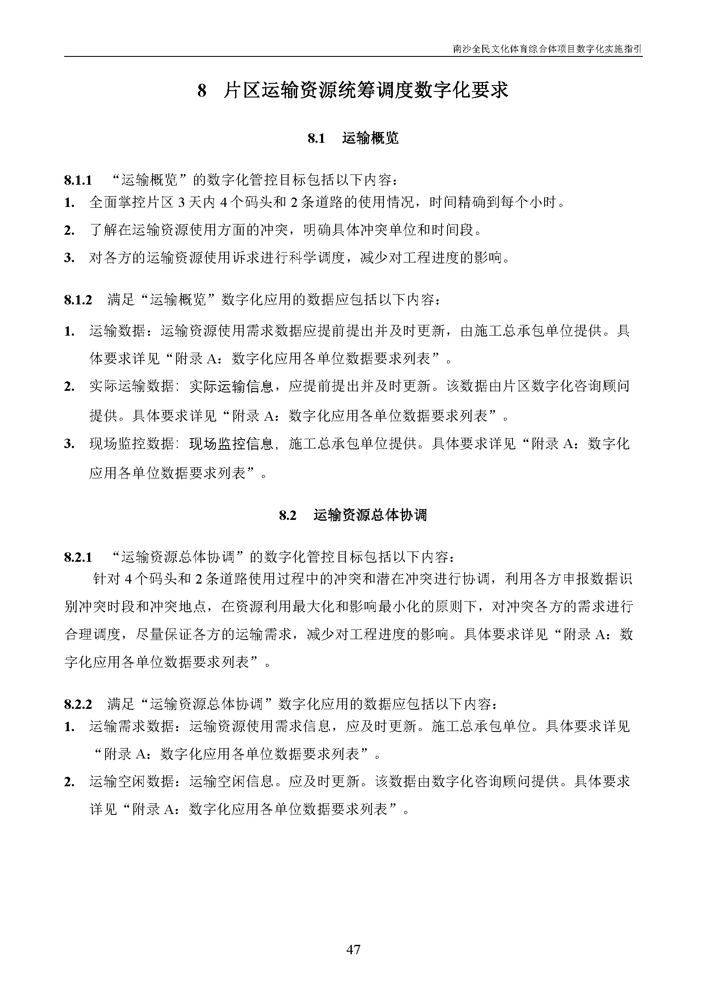 南沙全民文化体育综合体项目数字化实施指引
8 片区运输资源统筹调度数字化要求
8.1 运输概览
8.1.1 “运输概览”的数字化管控目标包括以下内容：
1. 全面掌控片区 3 天内 4 个码头和 2 条道路的使用情况，时间精确到每个小时。
2. 了解在运输资源使用方面的冲突，明确具体冲突单位和时间段。
3. 对各方的运输资源使用诉求进行科学调度，减少对工程进度的影响。
8.1.2 满足“运输概览”数字化应用的数据应包括以下内容：
1. 运输数据：运输资源使用需求数据应提前提出并及时更新，由施工总承包单位提供。具
体要求详见“附录 A：数字化应用各单位数据要求列表”。
2. 实际运输数据：实际运输信息，应提前提出并及时更新。该数据由片区数字化咨询顾问
提供。具体要求详见“附录 A：数字化应用各单位数据要求列表”。
3. 现场监控数据：现场监控信息，施工总承包单位提供。具体要求详见“附录 A：数字化
应用各单位数据要求列表”。
8.2 运输资源总体协调
8.2.1 “运输资源总体协调”的数字化管控目标包括以下内容：
针对 4 个码头和 2 条道路使用过程中的冲突和潜在冲突进行协调，利用各方申报数据识
别冲突时段和冲突地点，在资源利用最大化和影响最小化的原则下，对冲突各方的需求进行
合理调度，尽量保证各方的运输需求，减少对工程进度的影响。具体要求详见“附录 A：数
字化应用各单位数据要求列表”。
8.2.2 满足“运输资源总体协调”数字化应用的数据应包括以下内容：
1. 运输需求数据：运输资源使用需求信息，应及时更新。施工总承包单位。具体要求详见
“附录 A：数字化应用各单位数据要求列表”。
2. 运输空闲数据：运输空闲信息。应及时更新。该数据由数字化咨询顾问提供。具体要求
详见“附录 A：数字化应用各单位数据要求列表”。
47